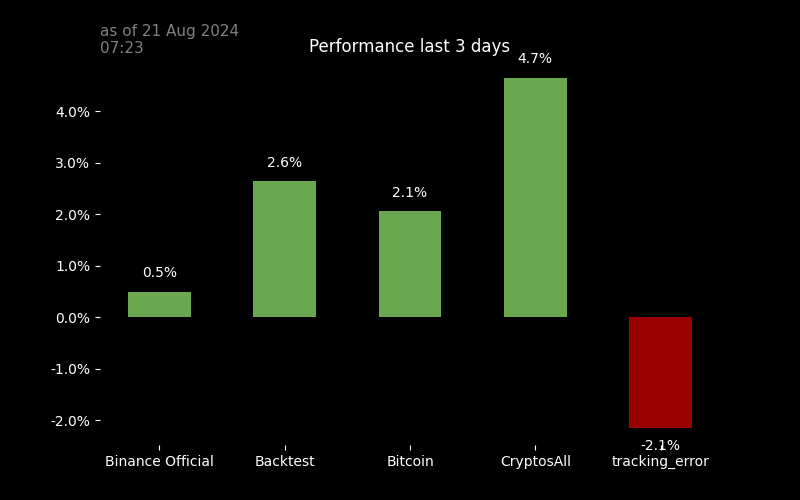 as of 21 Aug 2024
07:23
Performance last 3 days
4.7%
4.0%
3.0%
2.6%
2.1%
2.0%
1.0%
0.5%
0.0%
-1.0%
-2.0%
-2.1%
Binance Official
Backtest
Bitcoin
CryptosAll
tracking_error